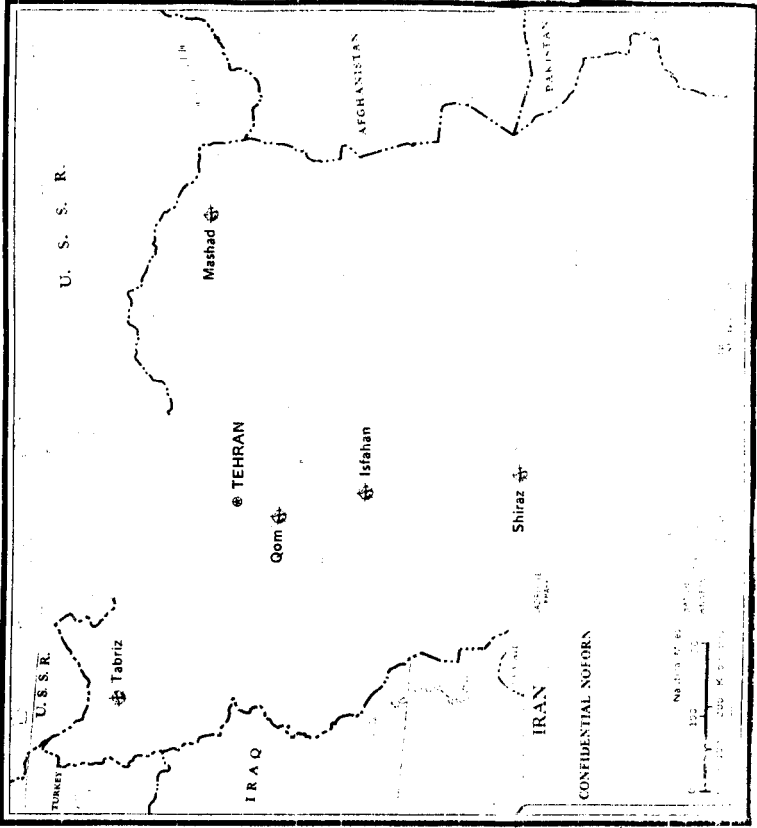 U. S. S. R.
U. S. S. R.
TURKEY
Tabriz
Mashad
AFGHANISTAN
PAKISTAN
TEHRAN
Qom
Isfahan
IRAQ
Shiraz
IRAN
CONFIDENTIAL NOFORN